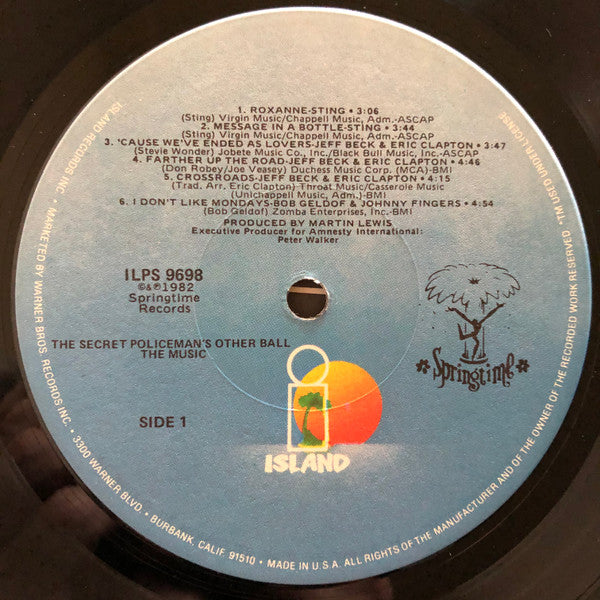 1. ROXANNE-STING • 3:06
(Sting) Virgin Music/Chappell Music, Adm.-ASCAP
2. MESSAGE IN A BOTTLE-STING • 3:44
(Sting) Virgin Music/Chappell Music, Adm.-ASCAP
3. 'CAUSE WE'VE ENDED AS LOVERS-JEFF BECK & ERIC CLAPTON • 3:47
(Stevie Wonder) Jobete Music Co., Inc./Black Bull Music, Inc.-ASCAP
4. FARTHER UP THE ROAD-JEFF BECK & ERIC CLAPTON • 4:46
(Don Robey/Joe Veasey) Duchess Music Corp. (MCA)-BMI
5. CROSSROADS-JEFF BECK & ERIC CLAPTON • 4:15
(Trad. Arr. Eric Clapton) Throat Music/Casserole Music
(Unichappell Music, Adm.)-BMI
6. I DON'T LIKE MONDAYS-BOB GELDOF & JOHNNY FINGERS • 4:54
(Bob Geldof) Zomba Enterprises, Inc.-BMI
PRODUCED BY MARTIN LEWIS
Executive Producer for Amnesty International:
Peter Walker
ILPS 9698
©&℗1982
Springtime
Records
Springtime
THE SECRET POLICEMAN'S OTHER BALL
THE MUSIC
SIDE 1
ISLAND
ISLAND RECORDS INC. • MARKETED BY WARNER BROS. RECORDS INC. • 3300 WARNER BLVD. • BURBANK, CALIF. 91510 • MADE IN U.S.A. ALL RIGHTS OF THE MANUFACTURER AND OF THE OWNER OF THE RECORDED WORK RESERVED • TM USED UNDER LICENSE